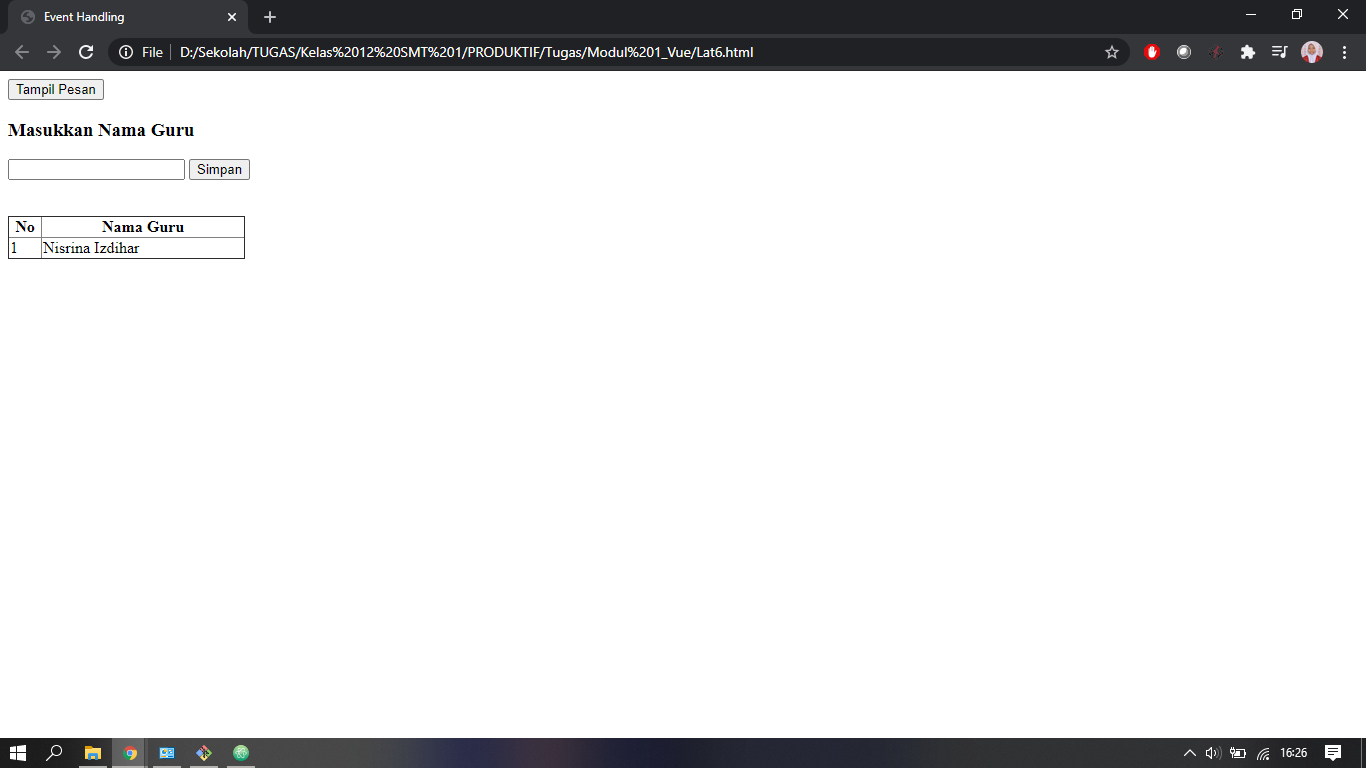 Event Handling
File D:/Sekolah/TUGAS/Kelas%2012%20SMT%201/PRODUKTIF/Tugas/Modul%201_Vue/Lat6.html
Tampil Pesan
Masukkan Nama Guru
Simpan
No Nama Guru
1 Nisrina Izdihar
16:26